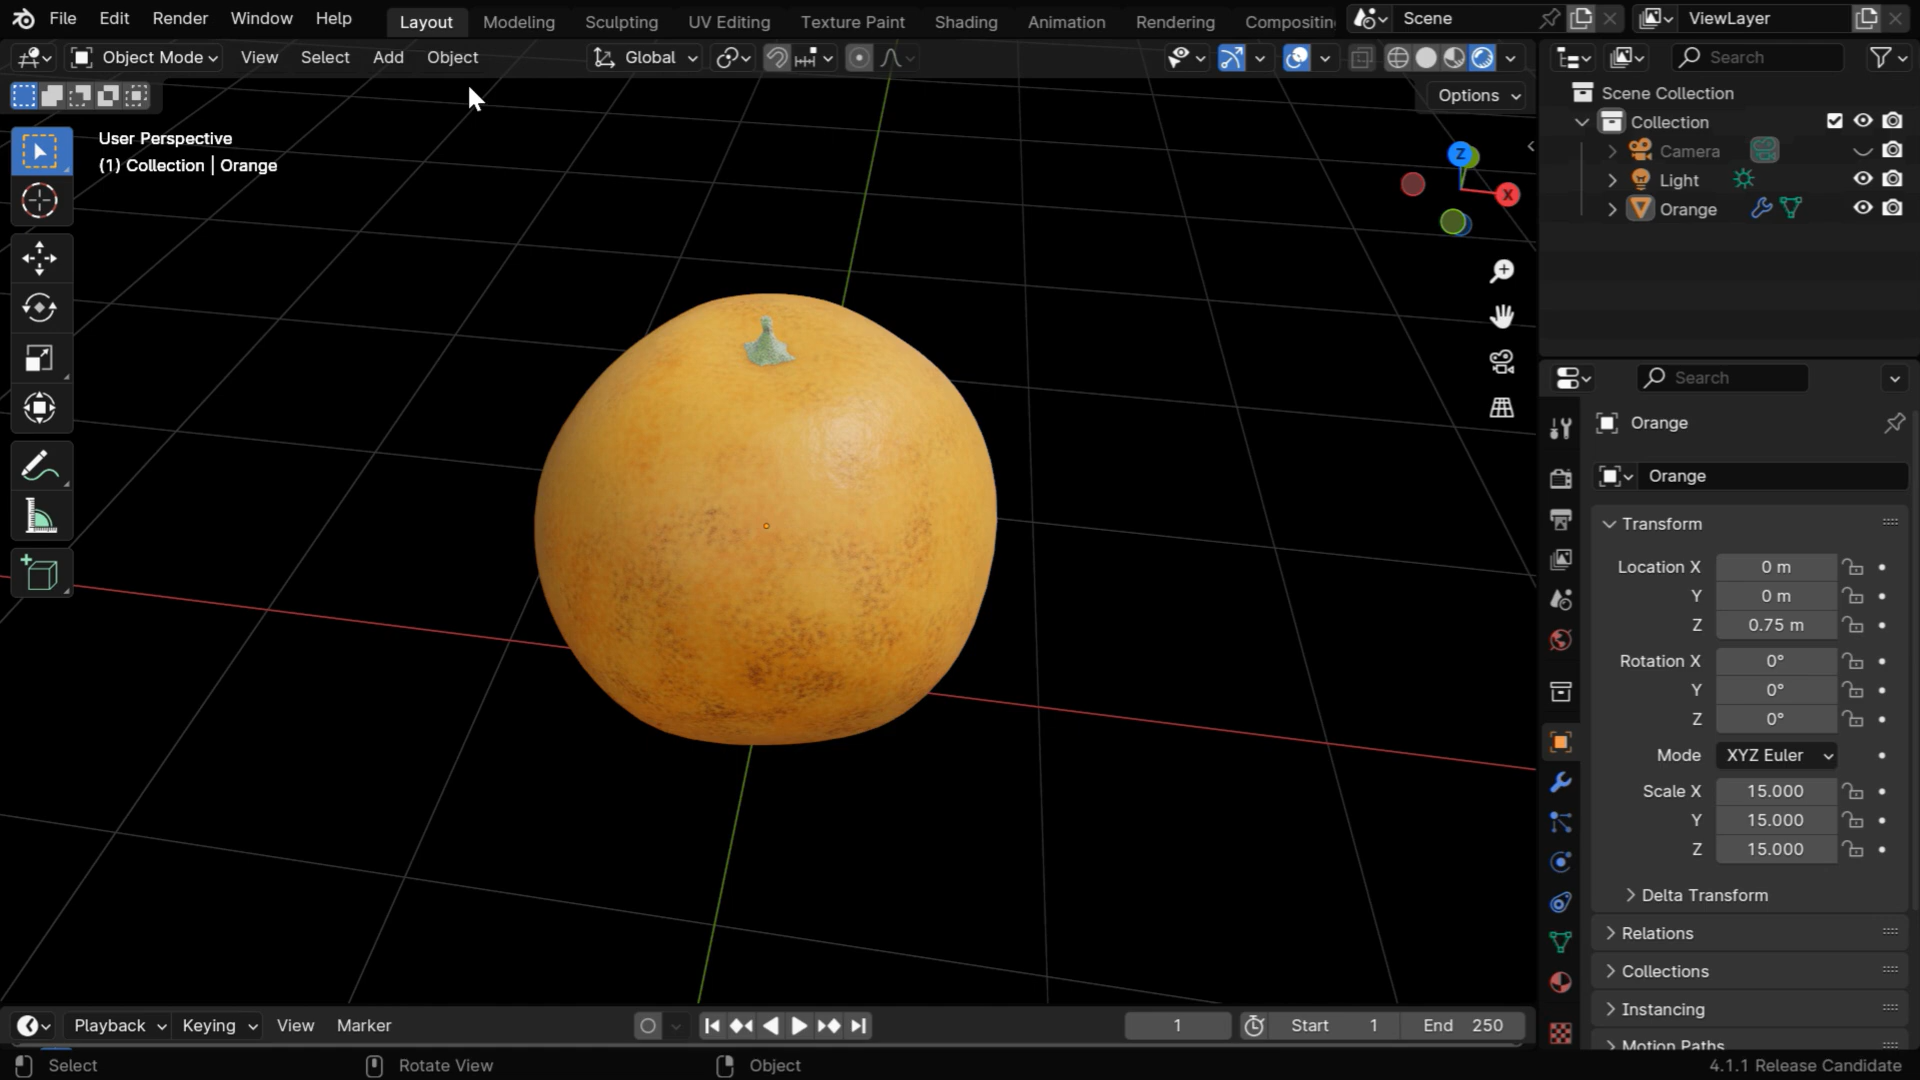 File Edit Render Window Help Layout Modeling Sculpting UV Editing Texture Paint Shading Animation Rendering Scene ViewLayer
Object Mode View Select Add Object Global Search
Options
User Perspective
(1) Collection | Orange
Z
X
Scene Collection
Collection
Camera
Light
Orange
Search
Orange
Orange
Transform
Location X 0 m
Y 0 m
Z 0.75 m
Rotation X 0°
Y 0°
Z 0°
Mode XYZ Euler
Scale X 15.000
Y 15.000
Z 15.000
Delta Transform
Relations
Collections
Instancing
Motion Paths
Playback Keying View Marker 1 Start 1 End 250
Select Rotate View Object 4.1.1 Release Candidate